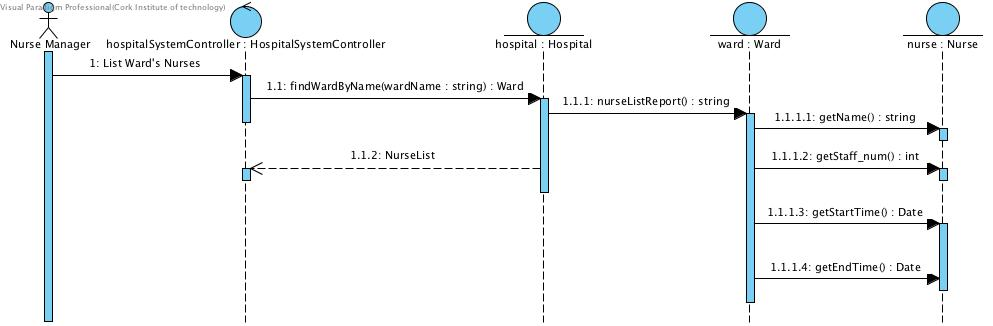 Visual Paradigm Professional(Cork Institute of technology)
Nurse Manager
hospitalSystemController : HospitalSystemController
hospital : Hospital
ward : Ward
nurse : Nurse
1: List Ward's Nurses
1.1: findWardByName(wardName : string) : Ward
1.1.1: nurseListReport() : string
1.1.1.1: getName() : string
1.1.2: NurseList
1.1.1.2: getStaff_num() : int
1.1.1.3: getStartTime() : Date
1.1.1.4: getEndTime() : Date